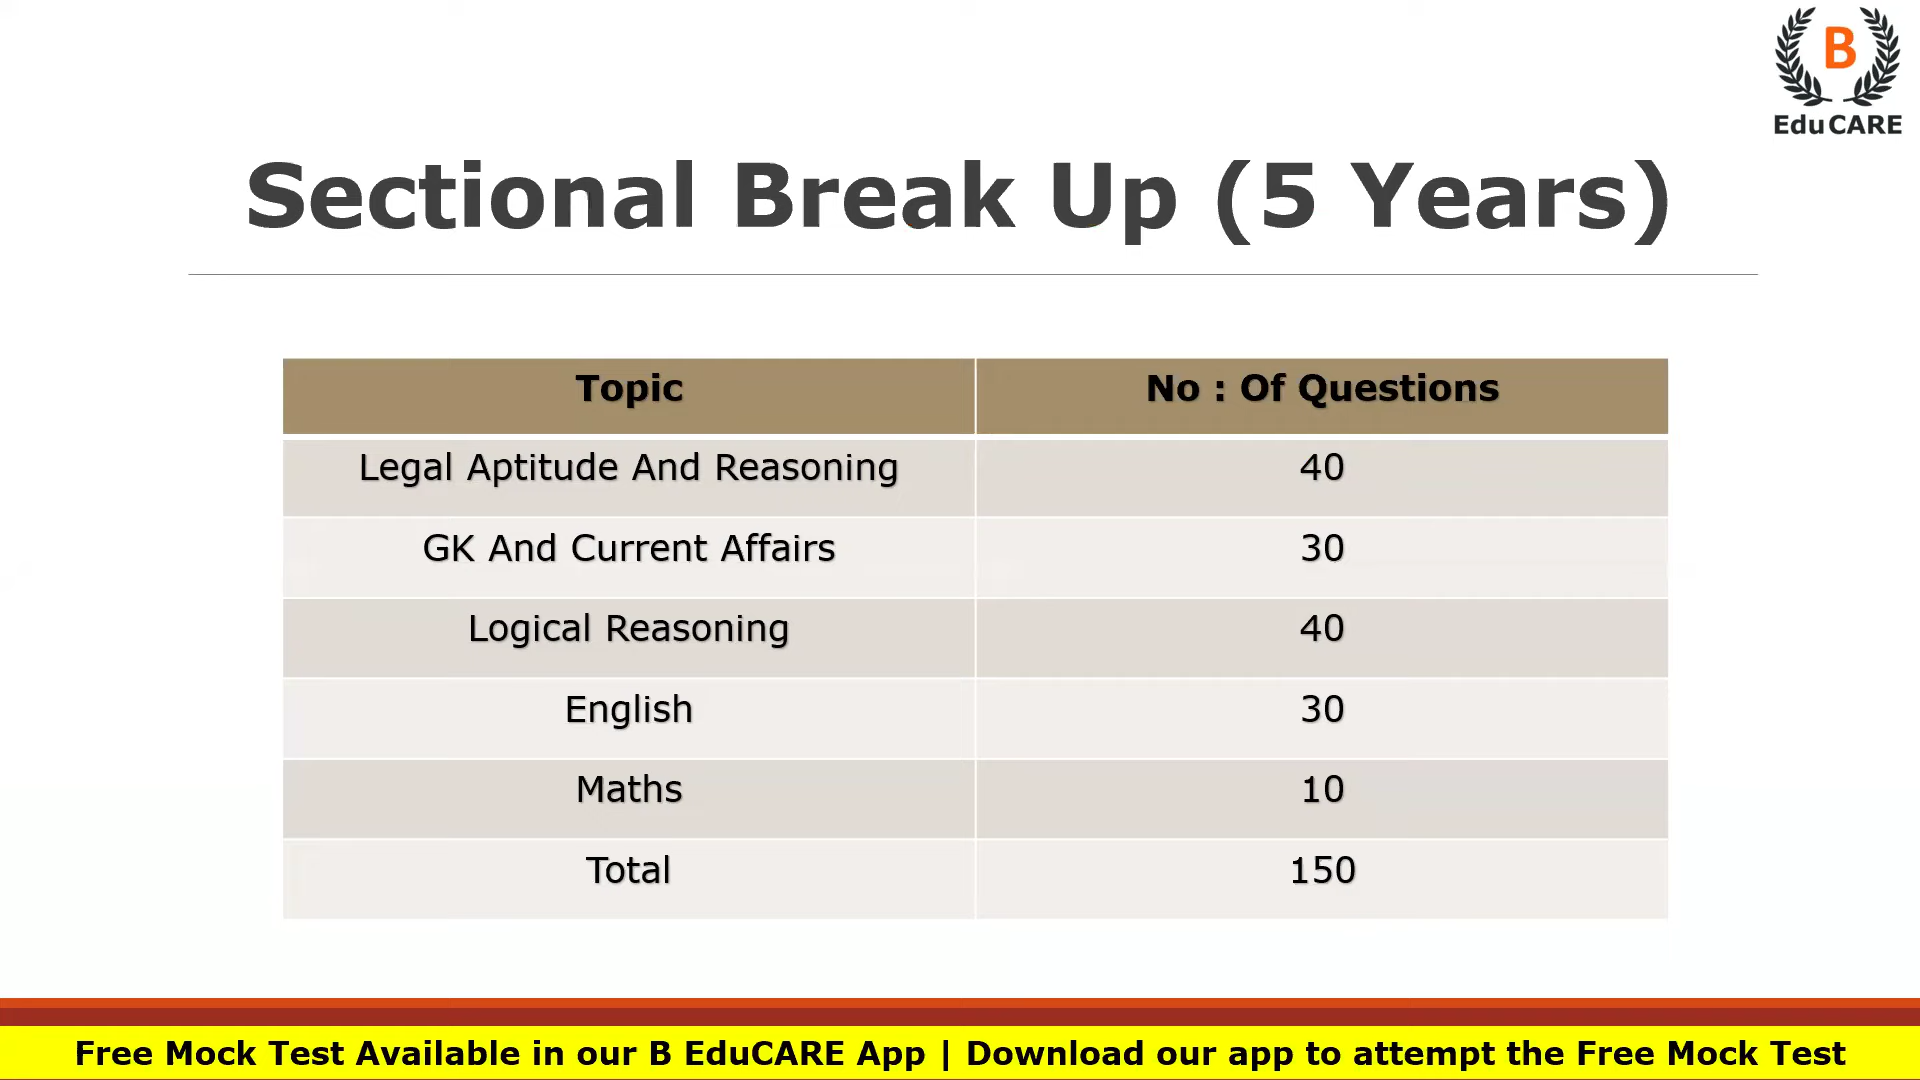 B
EduCARE
Sectional Break Up (5 Years)
Topic No : Of Questions
Legal Aptitude And Reasoning 40
GK And Current Affairs 30
Logical Reasoning 40
English 30
Maths 10
Total 150
Free Mock Test Available in our B EduCARE App | Download our app to attempt the Free Mock Test